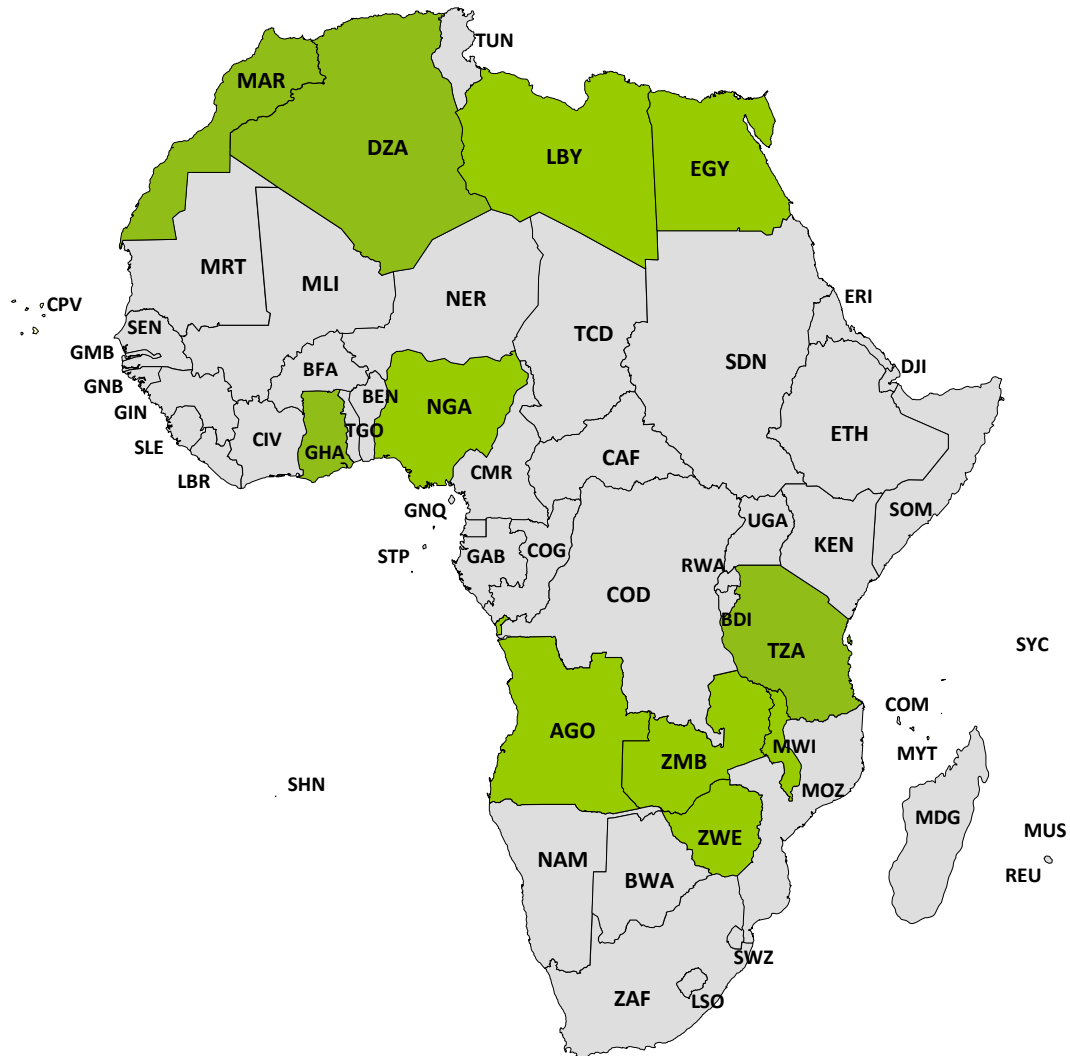 TUN
MAR
DZA
LBY
EGY
MRT
MLI
NER
TCD
SDN
ERI
CPV
SEN
GMB
GNB
GIN
SLE
LBR
CIV
BFA
GHA
TGO
BEN
NGA
CMR
CAF
DJI
ETH
SOM
GNQ
STP
GAB
COG
COD
UGA
KEN
RWA
BDI
TZA
SYC
COM
MYT
AGO
ZMB
MWI
MOZ
SHN
ZWE
MDG
MUS
REU
NAM
BWA
SWZ
ZAF
LSO